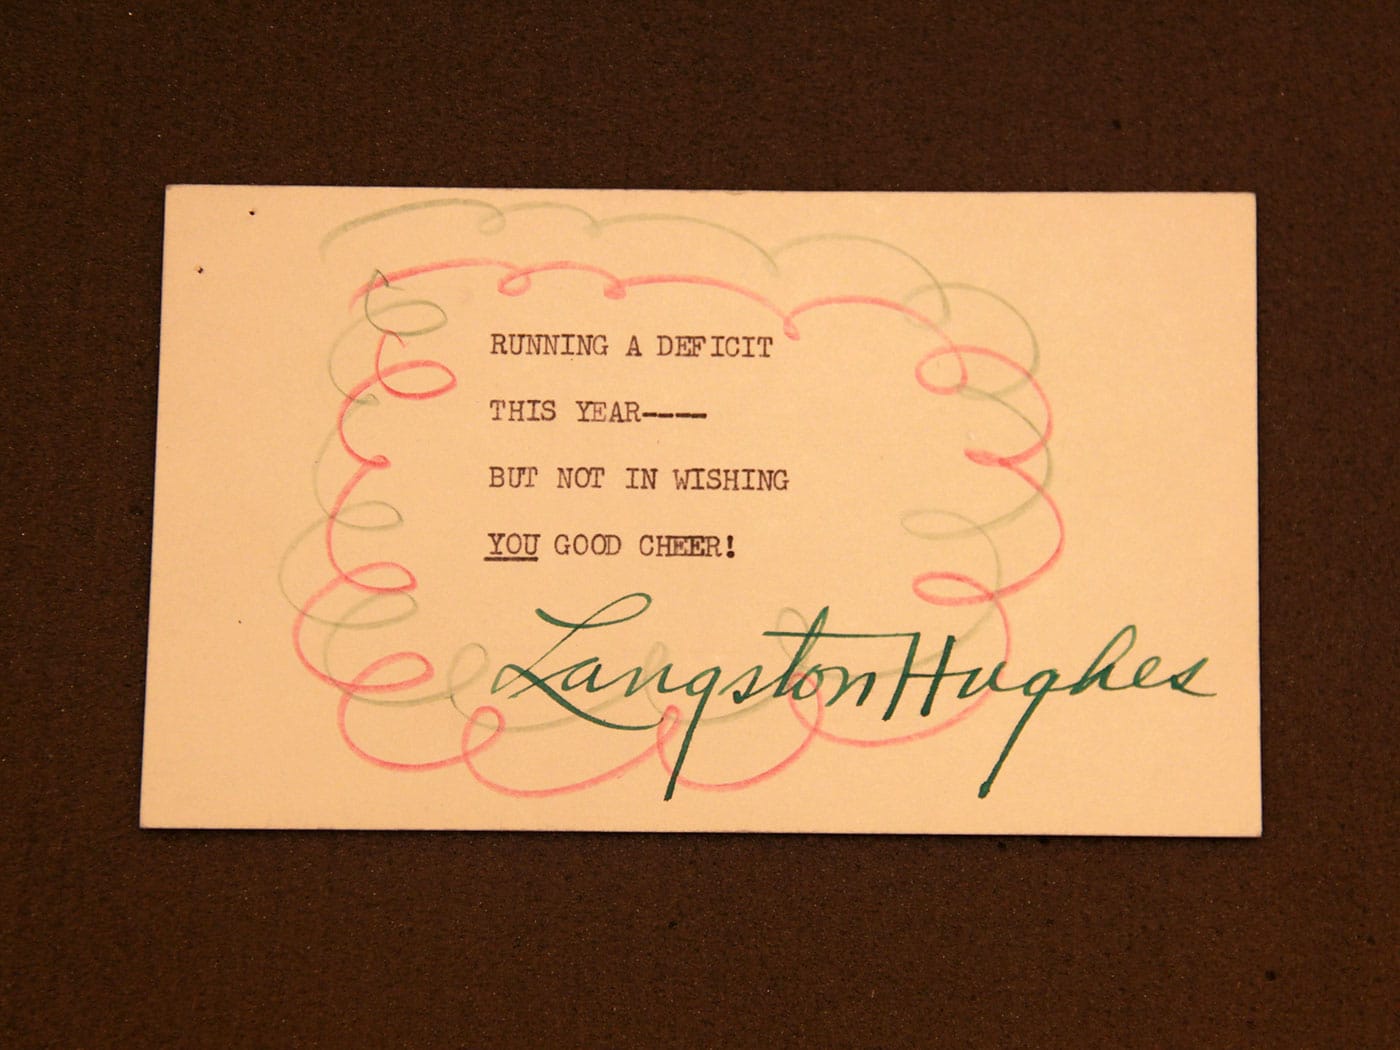 RUNNING A DEFICIT
THIS YEAR----
BUT NOT IN WISHING
YOU GOOD CHEER!
Langston Hughes